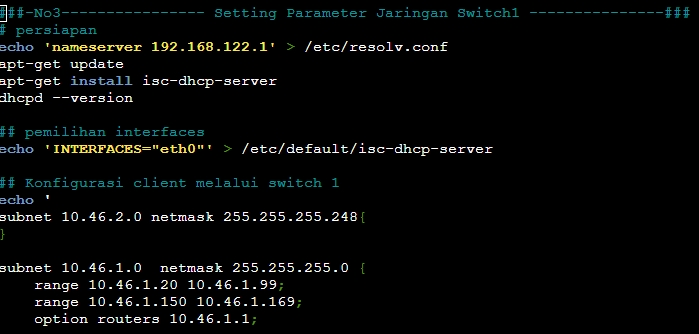 ###-No3---------------- Setting Parameter Jaringan Switch1 ---------------###
# persiapan
echo 'nameserver 192.168.122.1' > /etc/resolv.conf
apt-get update
apt-get install isc-dhcp-server
dhcpd --version
## pemilihan interfaces
echo 'INTERFACES="eth0"' > /etc/default/isc-dhcp-server
## Konfigurasi client melalui switch 1
echo '
subnet 10.46.2.0 netmask 255.255.255.248{
}
subnet 10.46.1.0  netmask 255.255.255.0 {
    range 10.46.1.20 10.46.1.99;
    range 10.46.1.150 10.46.1.169;
    option routers 10.46.1.1;